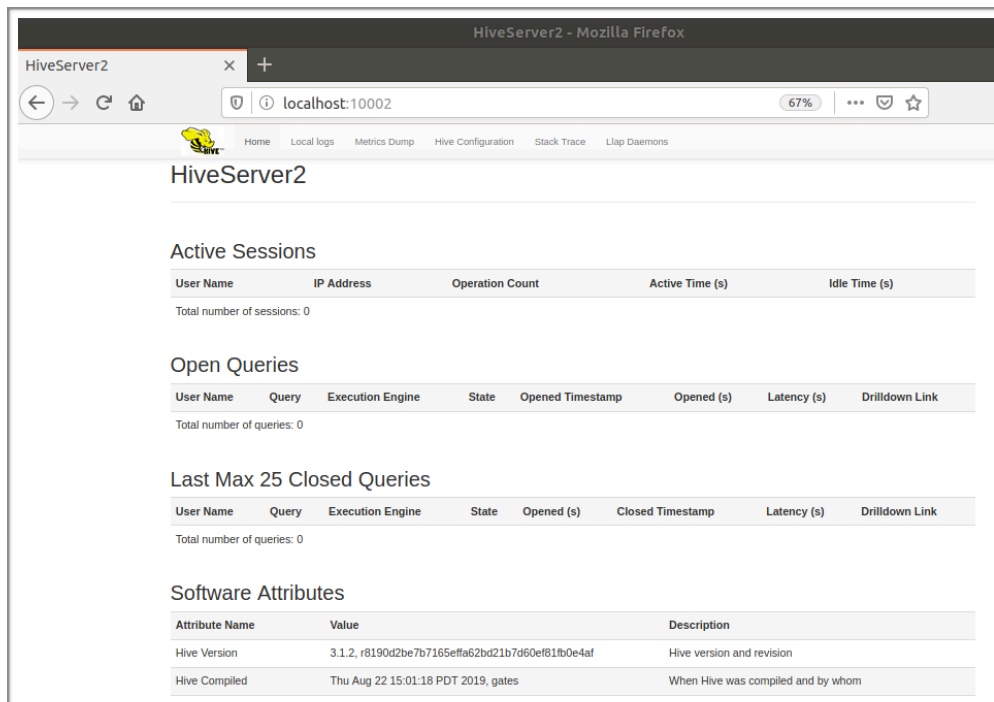 HiveServer2 - Mozilla Firefox
HiveServer2
localhost:10002
67%
HIVE
Home Local logs Metrics Dump Hive Configuration Stack Trace Llap Daemons
HiveServer2
Active Sessions
User Name IP Address Operation Count Active Time (s) Idle Time (s)
Total number of sessions: 0
Open Queries
User Name Query Execution Engine State Opened Timestamp Opened (s) Latency (s) Drilldown Link
Total number of queries: 0
Last Max 25 Closed Queries
User Name Query Execution Engine State Opened (s) Closed Timestamp Latency (s) Drilldown Link
Total number of queries: 0
Software Attributes
Attribute Name Value Description
Hive Version 3.1.2, r8190d2be7b7165effa62bd21b7d60ef81fb0e4af Hive version and revision
Hive Compiled Thu Aug 22 15:01:18 PDT 2019, gates When Hive was compiled and by whom